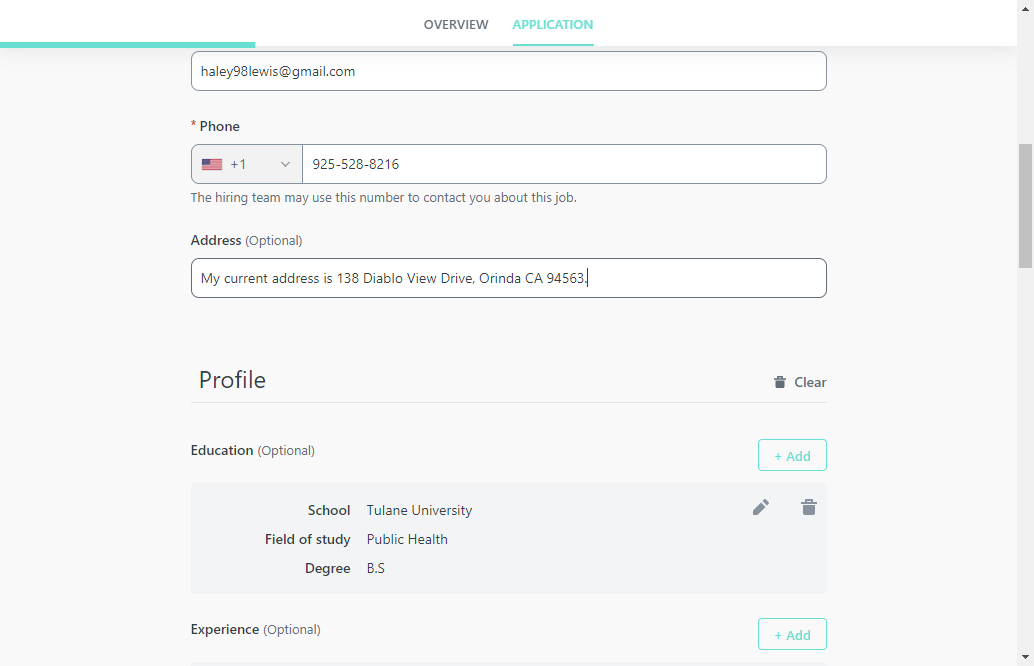 OVERVIEW APPLICATION
haley98lewis@gmail.com
* Phone
+1 925-528-8216
The hiring team may use this number to contact you about this job.
Address (Optional)
My current address is 138 Diablo View Drive, Orinda CA 94563.
Profile Clear
Education (Optional) + Add
School Tulane University
Field of study Public Health
Degree B.S
Experience (Optional) + Add